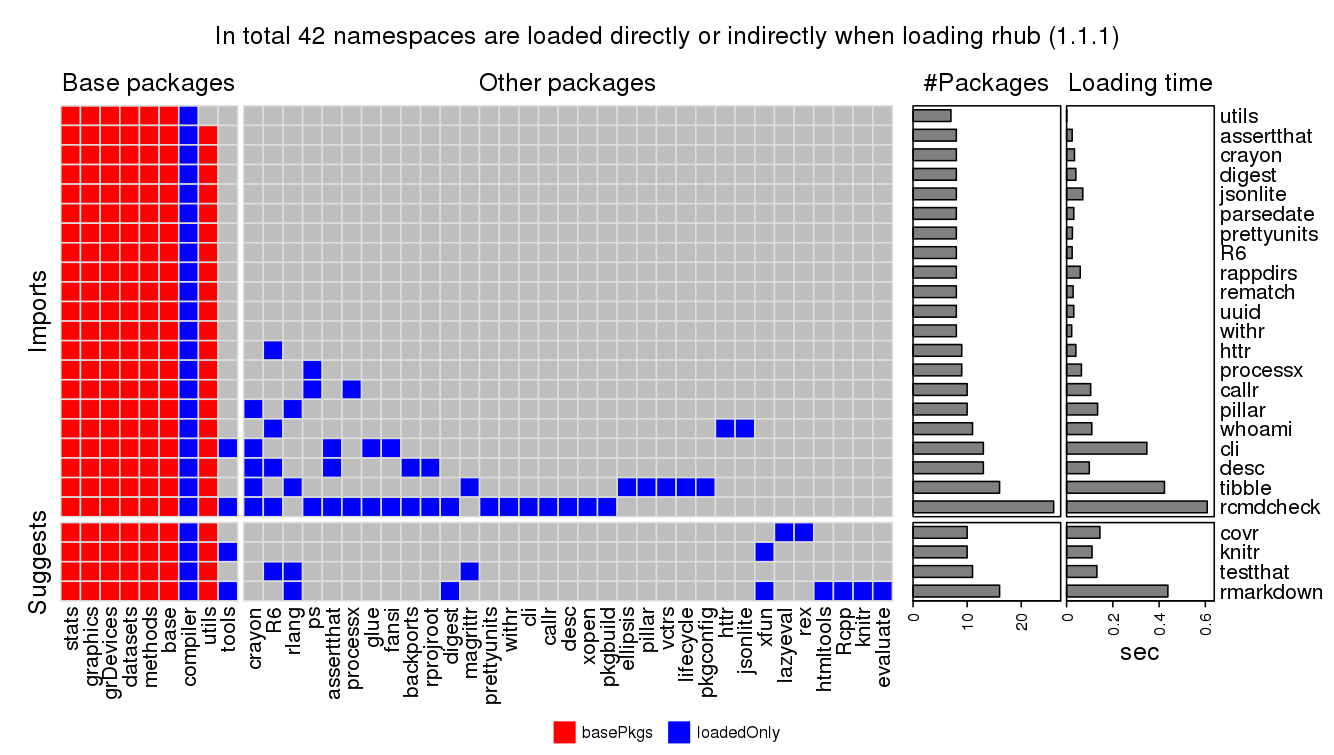 In total 42 namespaces are loaded directly or indirectly when loading rhub (1.1.1)
Base packages
Other packages
#Packages
Loading time
Imports
Suggests
utils
assertthat
crayon
digest
jsonlite
parsedate
prettyunits
R6
rappdirs
rematch
uuid
withr
httr
processx
callr
pillar
whoami
cli
desc
tibble
rcmdcheck
covr
knitr
testthat
rmarkdown
stats
graphics
grDevices
datasets
methods
base
compiler
utils
tools
crayon
R6
rlang
ps
assertthat
processx
glue
fansi
backports
rprojroot
digest
magrittr
prettyunits
withr
cli
callr
desc
xopen
pkgbuild
ellipsis
pillar
vctrs
lifecycle
pkgconfig
httr
jsonlite
xfun
lazyeval
rex
htmltools
Rcpp
knitr
evaluate
0
10
20
0
0.2
0.4
0.6
sec
basePkgs
loadedOnly